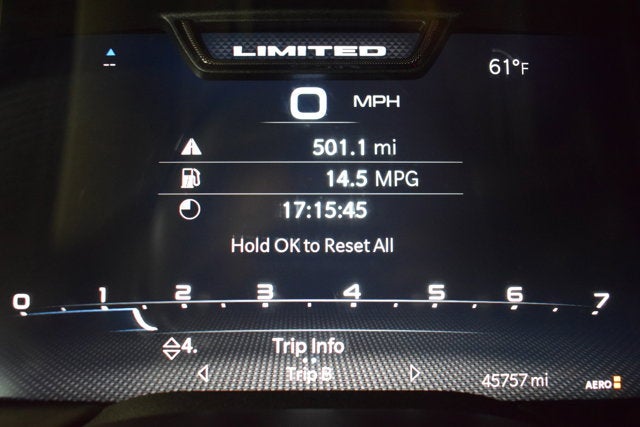 LIMITED
--
61°F
0 MPH
501.1 mi
14.5 MPG
17:15:45
Hold OK to Reset All
0 1 2 3 4 5 6 7
4. Trip Info
Trip B
45757 mi
AERO